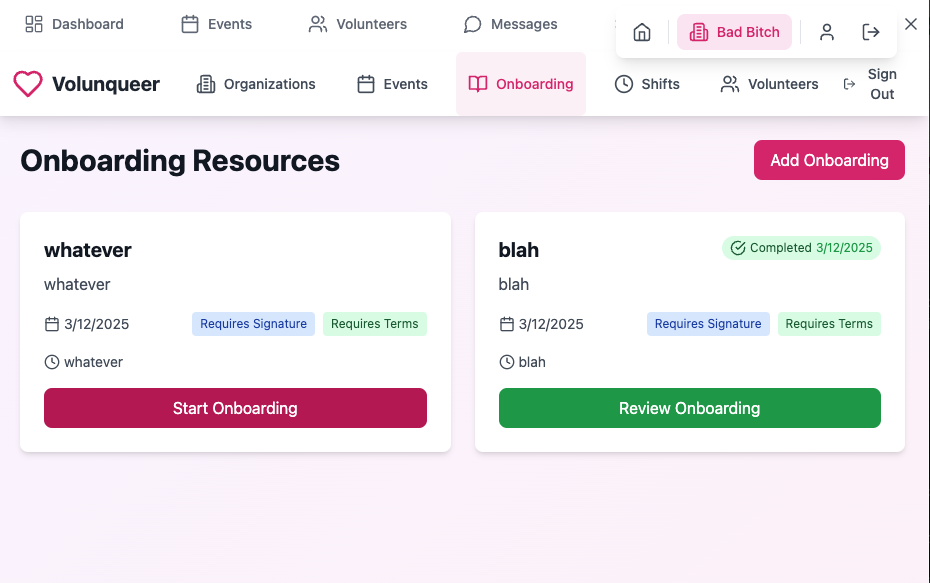 Dashboard Events Volunteers Messages Bad Bitch
Volunqueer Organizations Events Onboarding Shifts Volunteers Sign
Out
Onboarding Resources Add Onboarding
whatever
whatever
3/12/2025 Requires Signature Requires Terms
whatever
Start Onboarding
blah Completed 3/12/2025
blah
3/12/2025 Requires Signature Requires Terms
blah
Review Onboarding